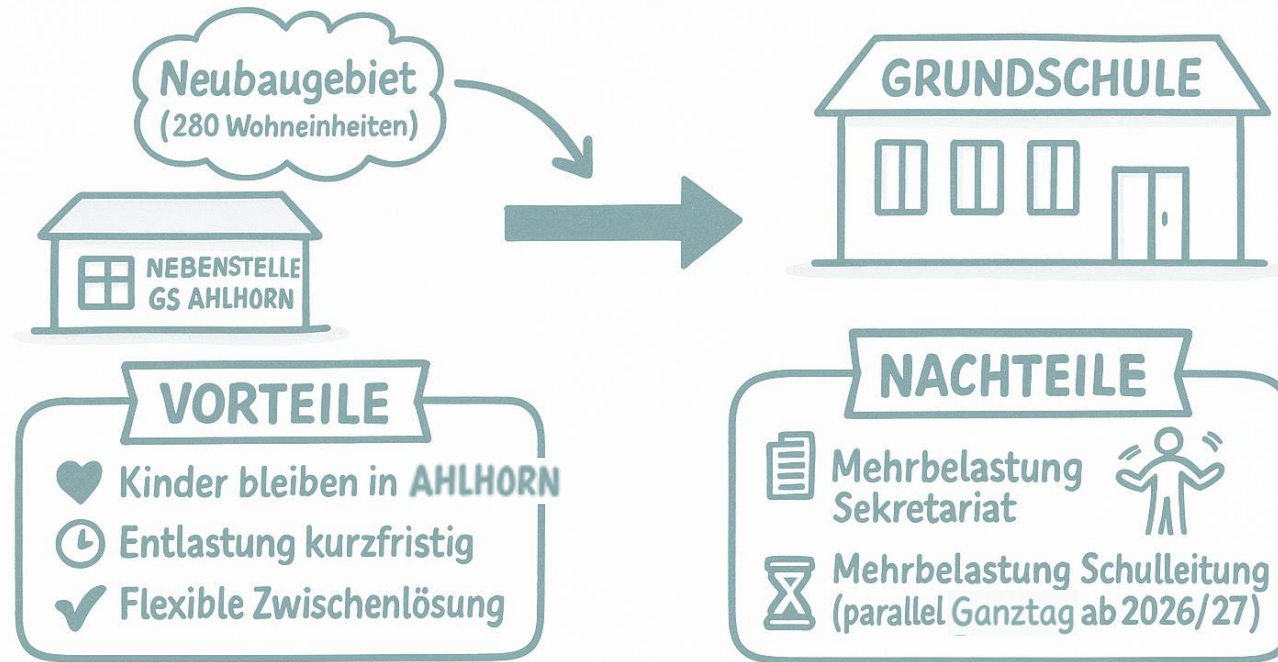 Neubaugebiet
(280 Wohneinheiten)
GRUNDSCHULE
NEBENSTELLE
GS AHLHORN
VORTEILE
Kinder bleiben in AHLHORN
Entlastung kurzfristig
Flexible Zwischenlösung
NACHTEILE
Mehrbelastung
Sekretariat
Mehrbelastung Schulleitung
(parallel Ganztag ab 2026/27)